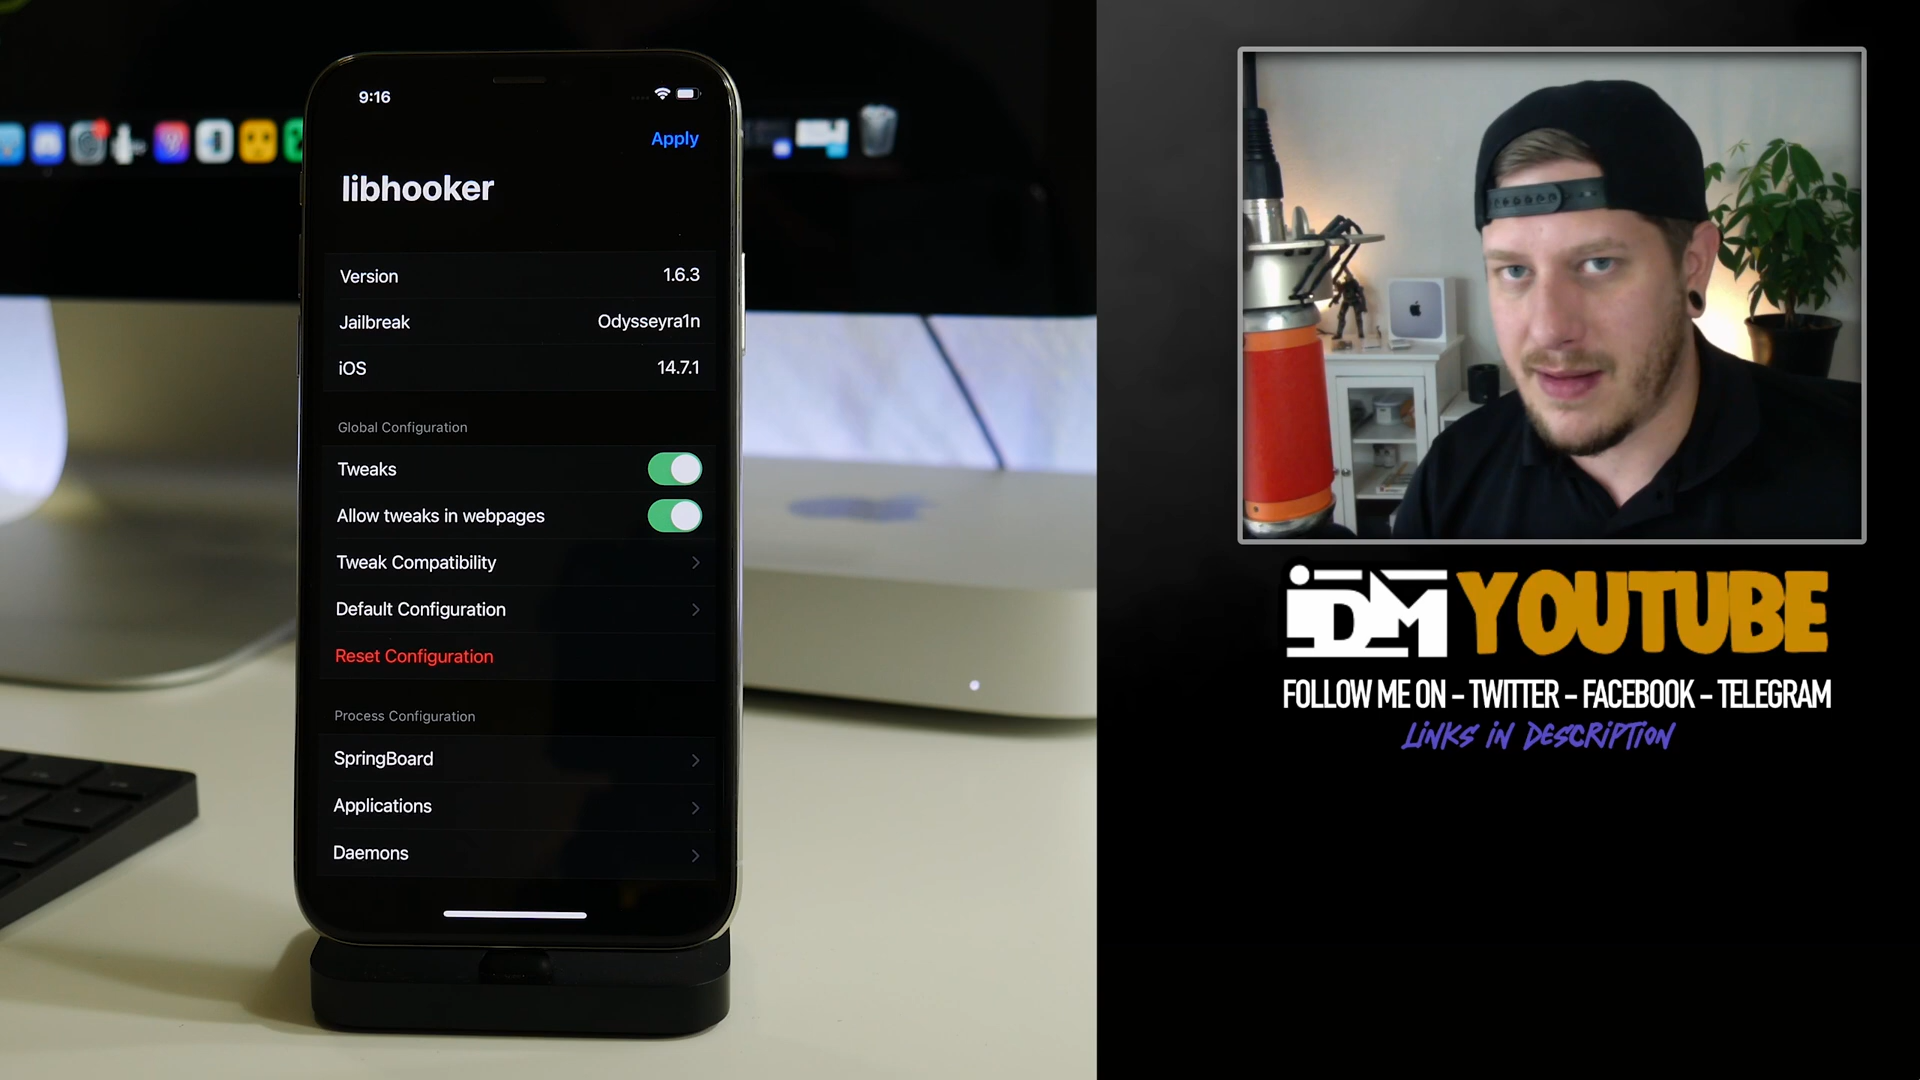 9:16
Apply
libhooker
Version 1.6.3
Jailbreak Odysseyra1n
iOS 14.7.1
Global Configuration
Tweaks
Allow tweaks in webpages
Tweak Compatibility
Default Configuration
Reset Configuration
Process Configuration
SpringBoard
Applications
Daemons
iDM YOUTUBE
FOLLOW ME ON - TWITTER - FACEBOOK - TELEGRAM
LINKS IN DESCRIPTION